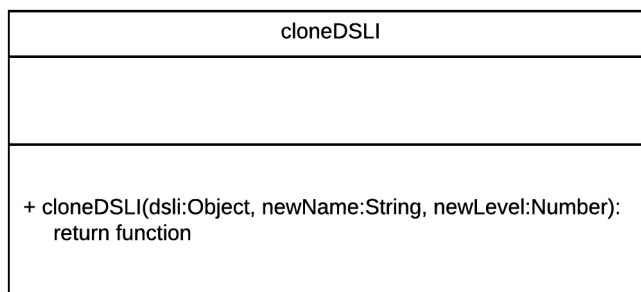 cloneDSLI
+ cloneDSLI(dsli:Object, newName:String, newLevel:Number):
return function